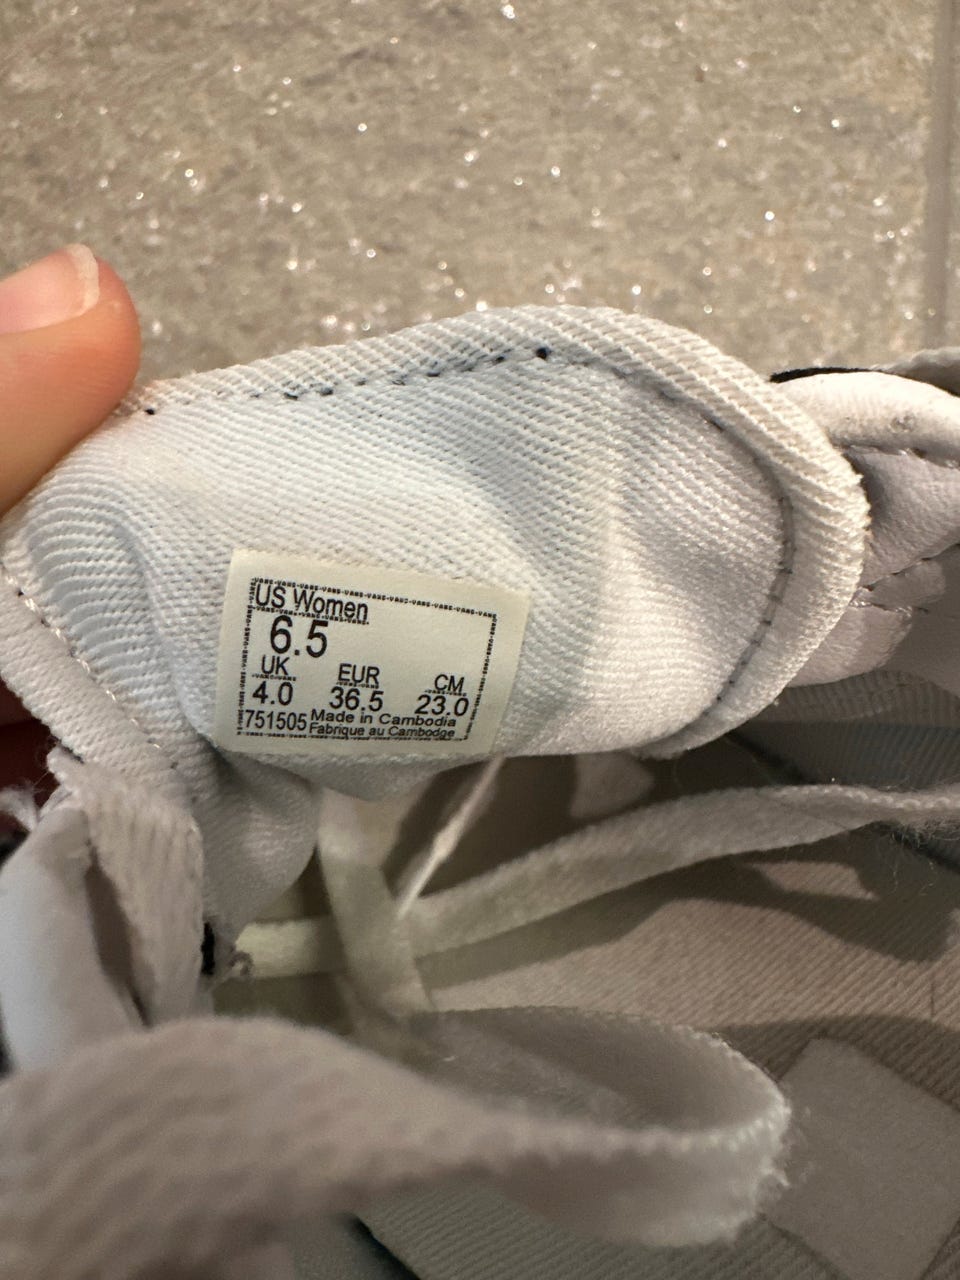 US Women
6.5
UK EUR CM
4.0 36.5 23.0
751505 Made in Cambodia
Fabrique au Cambodge